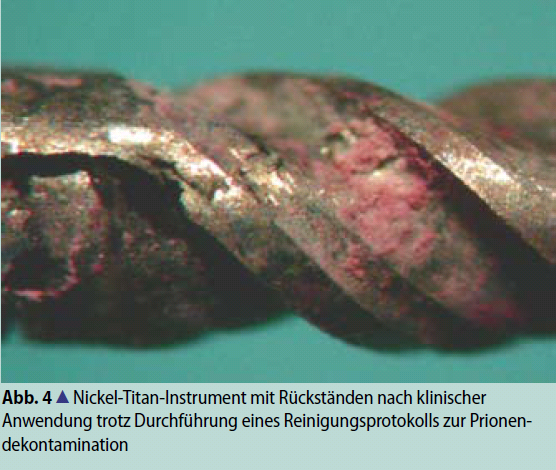 Abb. 4 ▲ Nickel-Titan-Instrument mit Rückständen nach klinischer
Anwendung trotz Durchführung eines Reinigungsprotokolls zur Prionen-
dekontamination